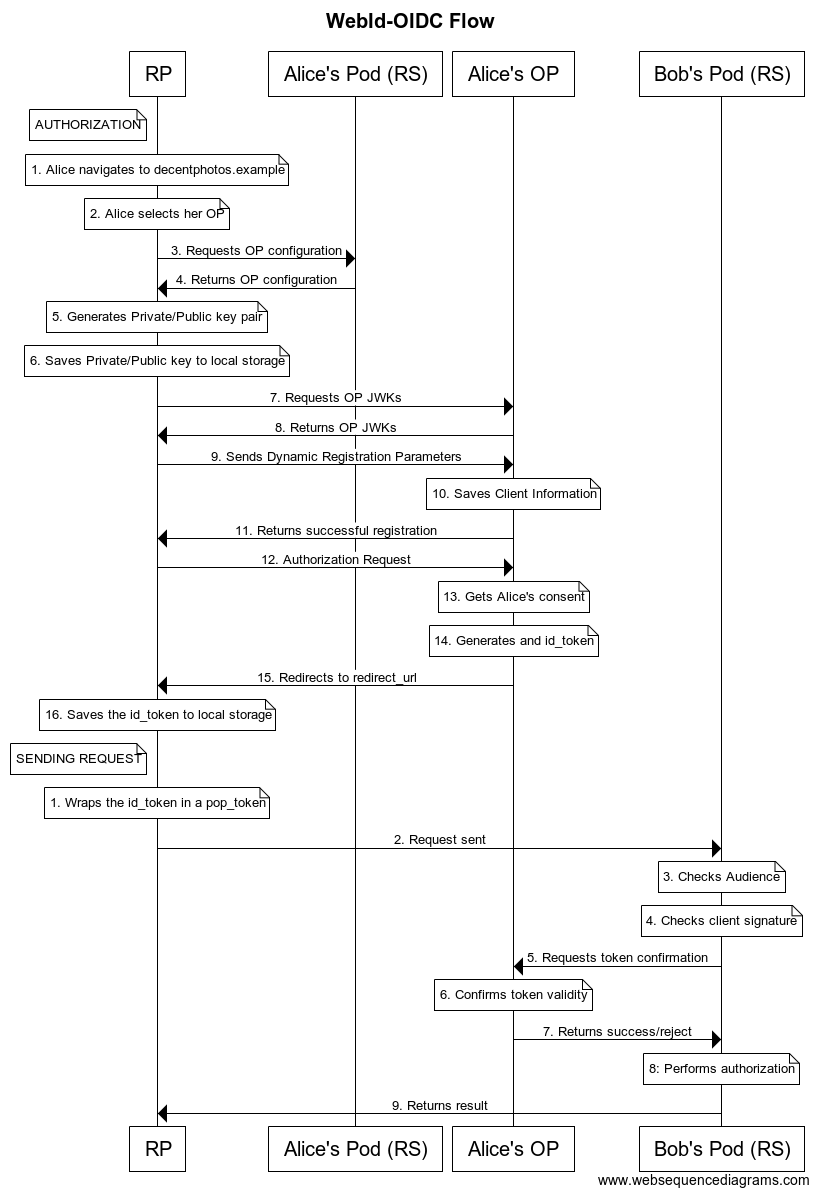 WebId-OIDC Flow
RP
Alice's Pod (RS)
Alice's OP
Bob's Pod (RS)
AUTHORIZATION
1. Alice navigates to decentphotos.example
2. Alice selects her OP
3. Requests OP configuration
4. Returns OP configuration
5. Generates Private/Public key pair
6. Saves Private/Public key to local storage
7. Requests OP JWKs
8. Returns OP JWKs
9. Sends Dynamic Registration Parameters
10. Saves Client Information
11. Returns successful registration
12. Authorization Request
13. Gets Alice's consent
14. Generates and id_token
15. Redirects to redirect_url
16. Saves the id_token to local storage
SENDING REQUEST
1. Wraps the id_token in a pop_token
2. Request sent
3. Checks Audience
4. Checks client signature
5. Requests token confirmation
6. Confirms token validity
7. Returns success/reject
8: Performs authorization
9. Returns result
RP
Alice's Pod (RS)
Alice's OP
Bob's Pod (RS)
www.websequencediagrams.com